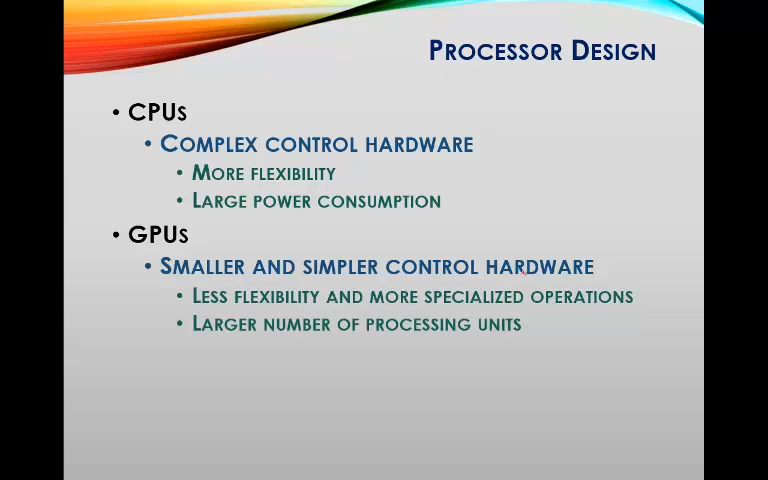 Processor Design
• CPUs
• Complex control hardware
• More flexibility
• Large power consumption
• GPUs
• Smaller and simpler control hardware
• Less flexibility and more specialized operations
• Larger number of processing units